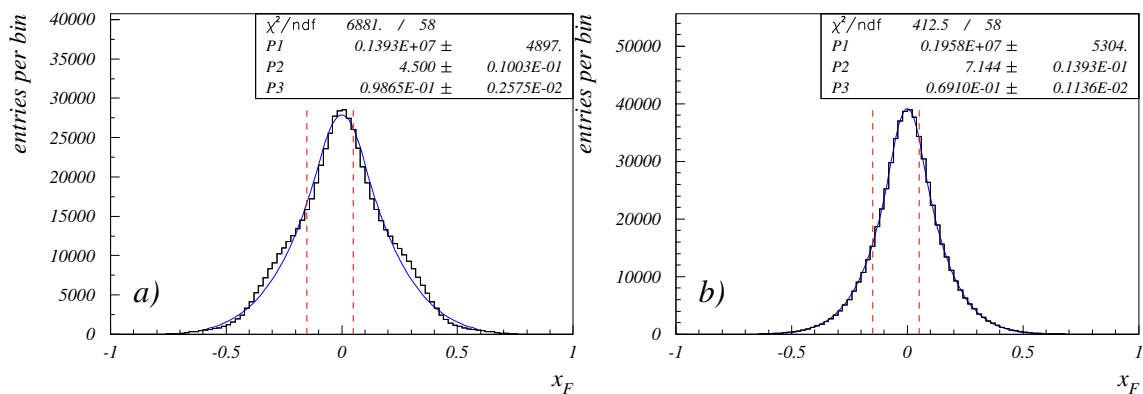 χ²/ndf 6881. / 58
P1 0.1393E+07 ± 4897.
P2 4.500 ± 0.1003E-01
P3 0.9865E-01 ± 0.2575E-02
entries per bin
40000
35000
30000
25000
20000
15000
10000
5000
0
a)
-1 -0.5 0 0.5 1
x_F
χ²/ndf 412.5 / 58
P1 0.1958E+07 ± 5304.
P2 7.144 ± 0.1393E-01
P3 0.6910E-01 ± 0.1136E-02
entries per bin
50000
40000
30000
20000
10000
0
b)
-1 -0.5 0 0.5 1
x_F